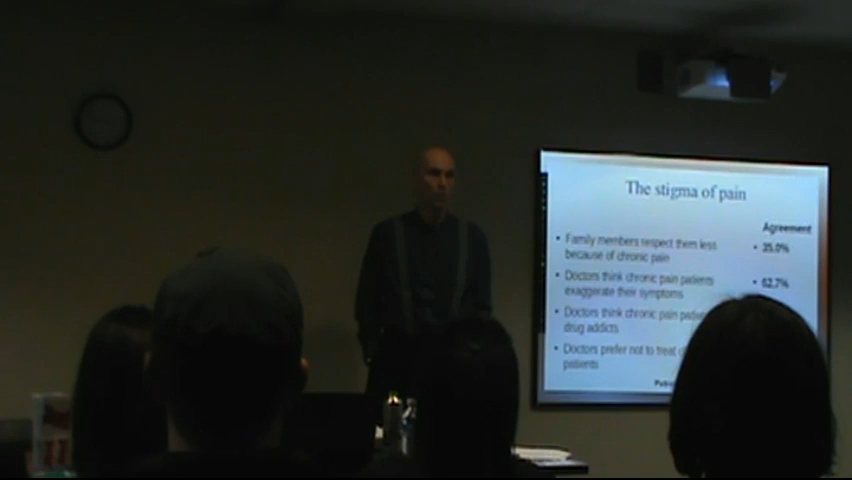 The stigma of pain
Agreement
• Family members respect them less
because of chronic pain
• 35.0%
• Doctors think chronic pain patients
exaggerate their symptoms
• 62.7%
• Doctors think chronic pain
drug addicts
• Doctors prefer not to treat
patients